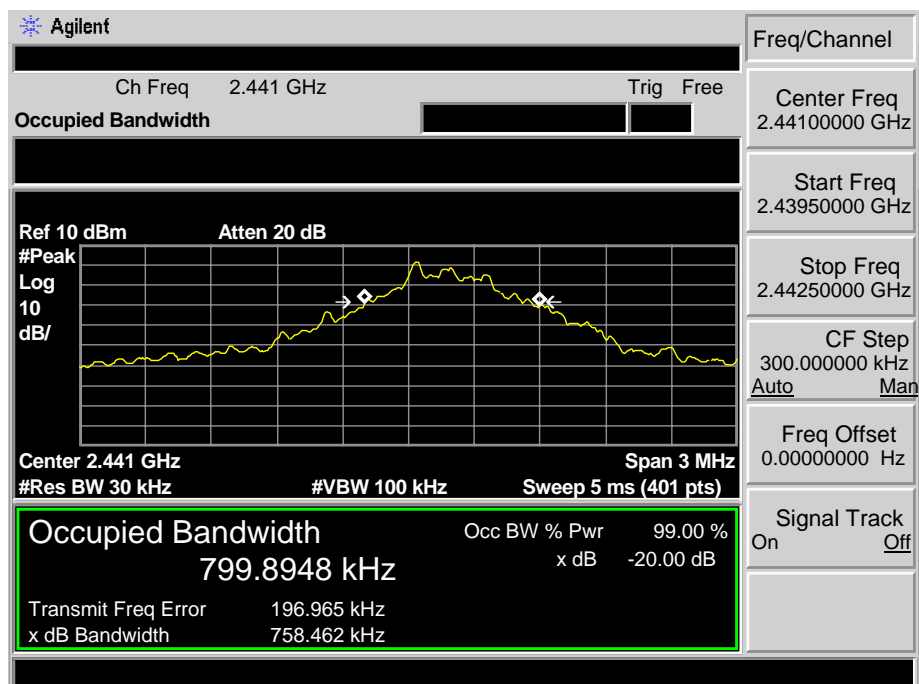 Agilent
Freq/Channel
Ch Freq 2.441 GHz Trig Free
Occupied Bandwidth
Center Freq
2.44100000 GHz
Start Freq
2.43950000 GHz
Stop Freq
2.44250000 GHz
CF Step
300.000000 kHz
Auto Man
Freq Offset
0.00000000 Hz
Signal Track
On Off
Ref 10 dBm Atten 20 dB
#Peak
Log
10
dB/
Center 2.441 GHz Span 3 MHz
#Res BW 30 kHz #VBW 100 kHz Sweep 5 ms (401 pts)
Occupied Bandwidth
799.8948 kHz
Occ BW % Pwr 99.00 %
x dB -20.00 dB
Transmit Freq Error 196.965 kHz
x dB Bandwidth 758.462 kHz